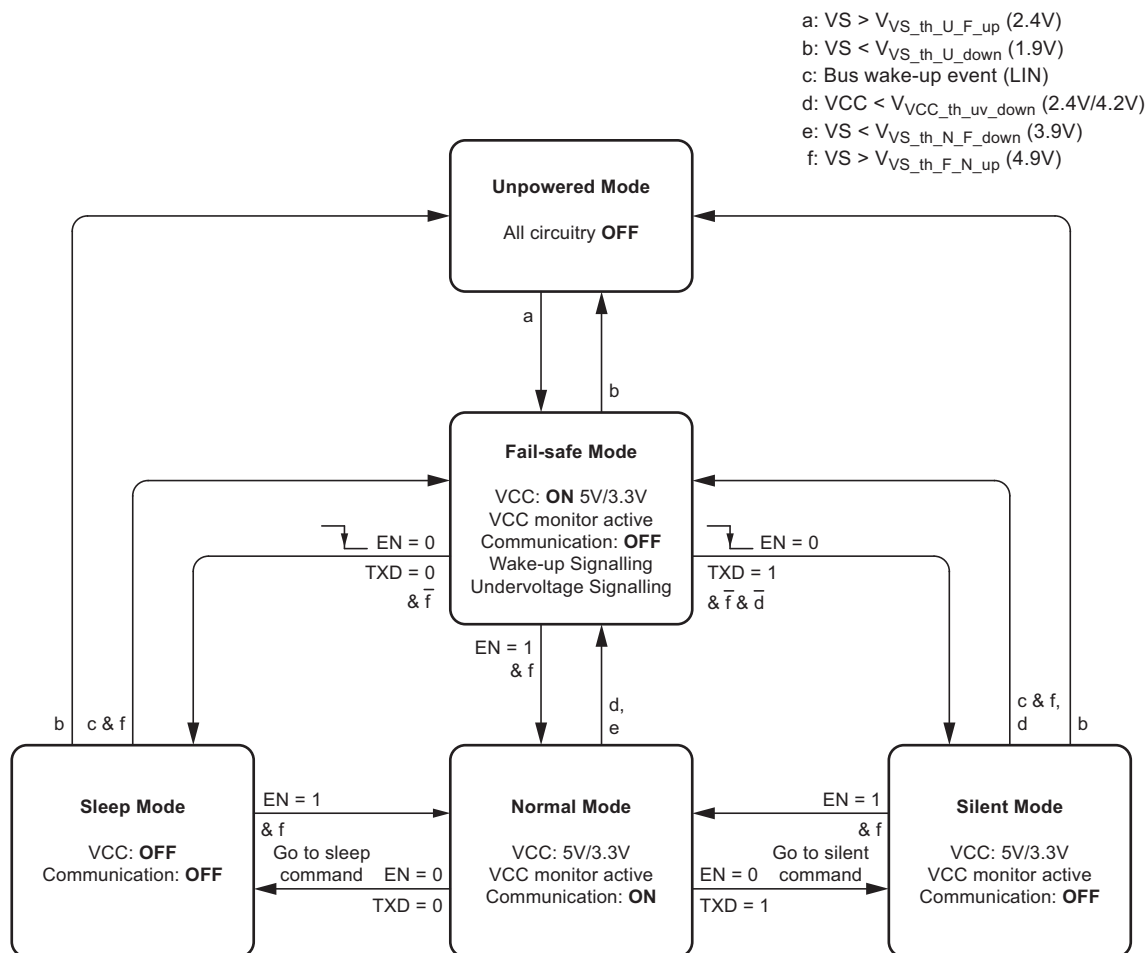 a: VS > V_VS_th_U_F_up (2.4V)
b: VS < V_VS_th_U_down (1.9V)
c: Bus wake-up event (LIN)
d: VCC < V_VCC_th_uv_down (2.4V/4.2V)
e: VS < V_VS_th_N_F_down (3.9V)
f: VS > V_VS_th_F_N_up (4.9V)
Unpowered Mode
All circuitry OFF
a
b
Fail-safe Mode
VCC: ON 5V/3.3V
VCC monitor active
Communication: OFF
Wake-up Signalling
Undervoltage Signalling
EN = 0
TXD = 0
& f̅
EN = 0
TXD = 1
& f̅ & d̅
EN = 1
& f
d,
e
b
c & f
c & f,
d
b
Sleep Mode
VCC: OFF
Communication: OFF
EN = 1
& f
Go to sleep
command
EN = 0
TXD = 0
Normal Mode
VCC: 5V/3.3V
VCC monitor active
Communication: ON
EN = 1
& f
Go to silent
command
EN = 0
TXD = 1
Silent Mode
VCC: 5V/3.3V
VCC monitor active
Communication: OFF